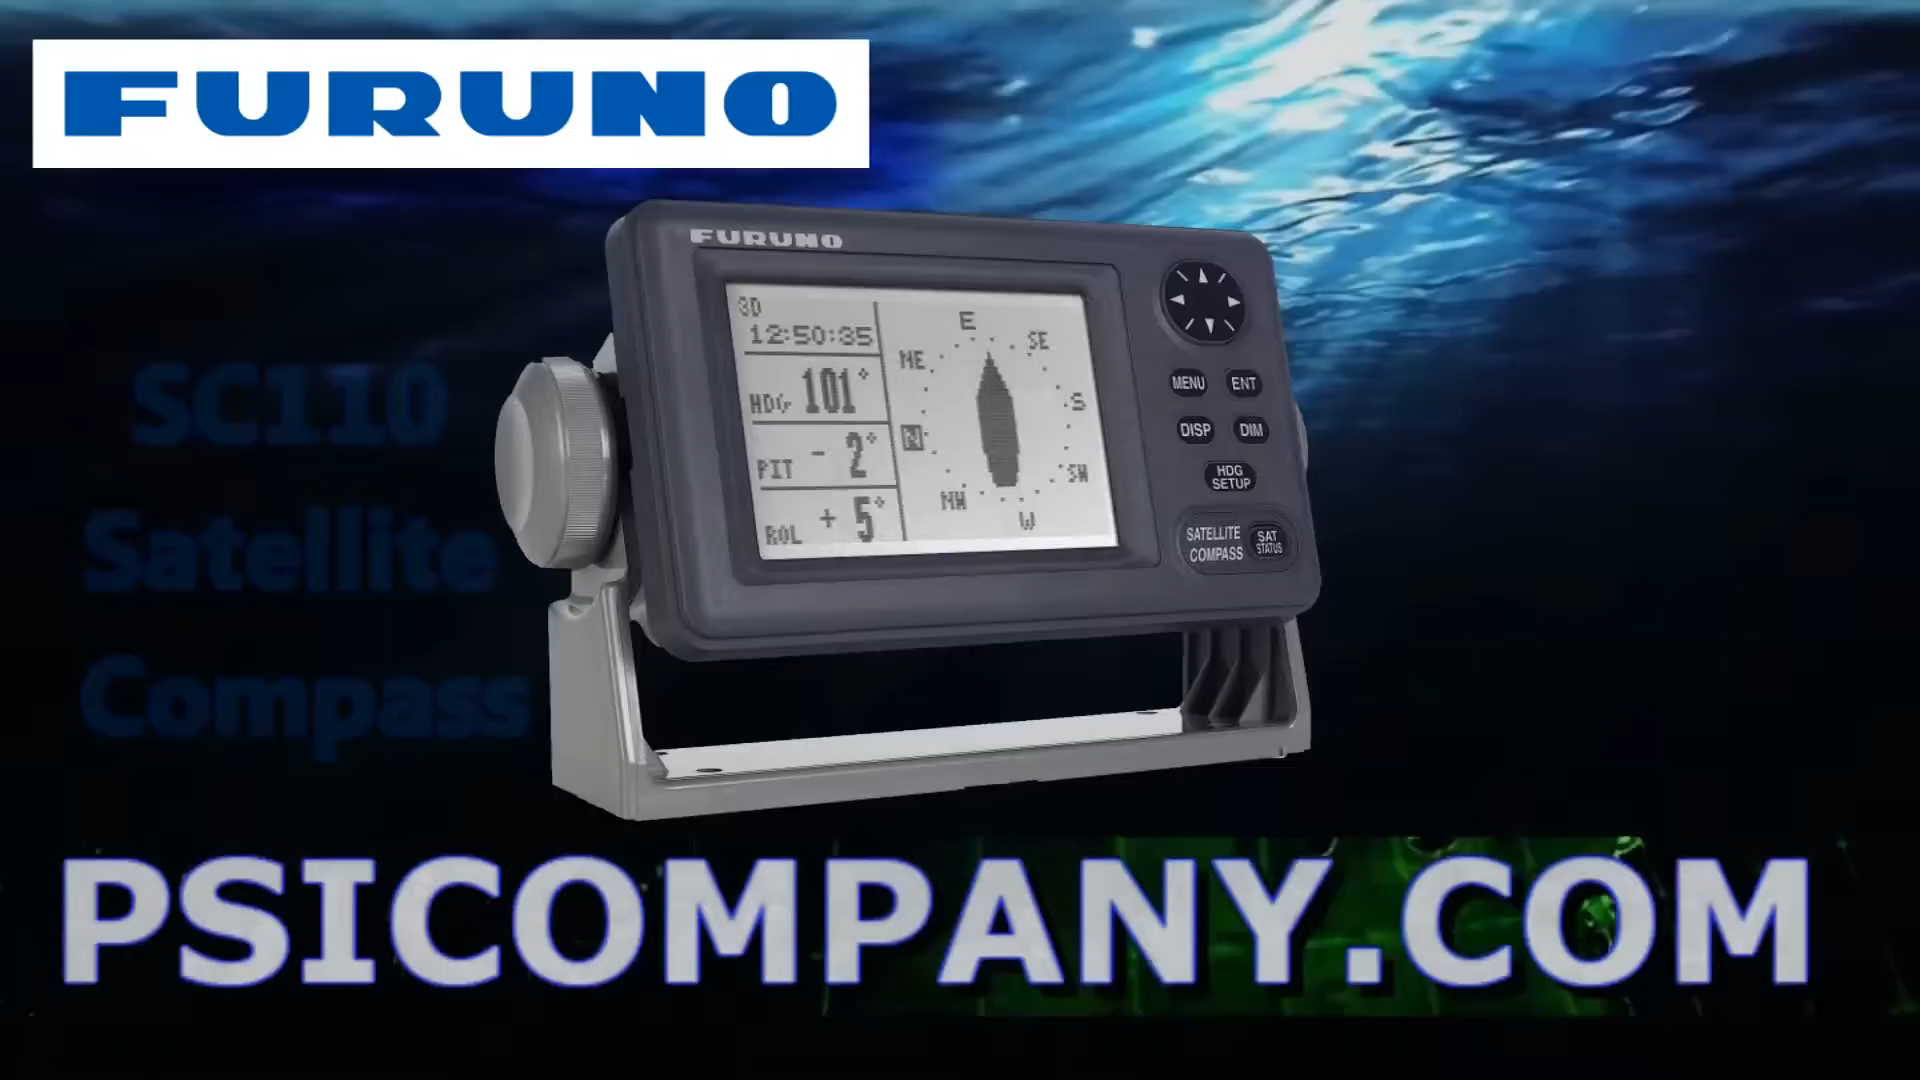 FURUNO
FURUNO
3D
12:50:35
HDG 101°
PIT - 2°
ROL + 5°
E
NE
SE
S
N
SW
NW
W
MENU
ENT
DISP
DIM
HDG
SETUP
SATELLITE
COMPASS
SAT
STATUS
SC110
Satellite
Compass
PSICOMPANY.COM